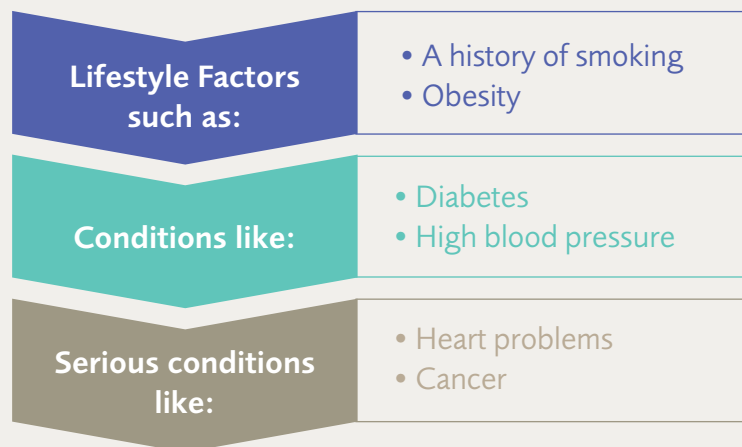 Lifestyle Factors
such as:
• A history of smoking
• Obesity
Conditions like:
• Diabetes
• High blood pressure
Serious conditions
like:
• Heart problems
• Cancer